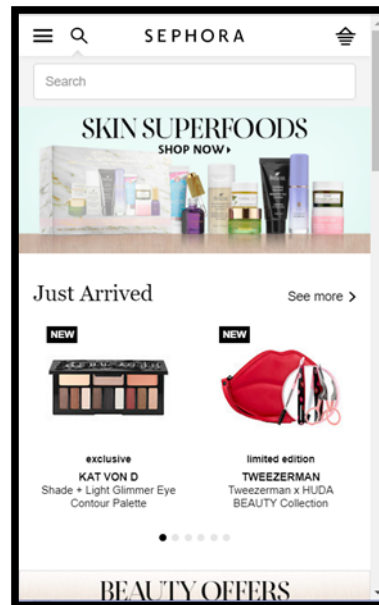 SEPHORA
Search
SKIN SUPERFOODS
SHOP NOW
Just Arrived
See more
NEW
NEW
exclusive
KAT VON D
Shade + Light Glimmer Eye
Contour Palette
limited edition
TWEEZERMAN
Tweezerman x HUDA
BEAUTY Collection
BEAUTY OFFERS